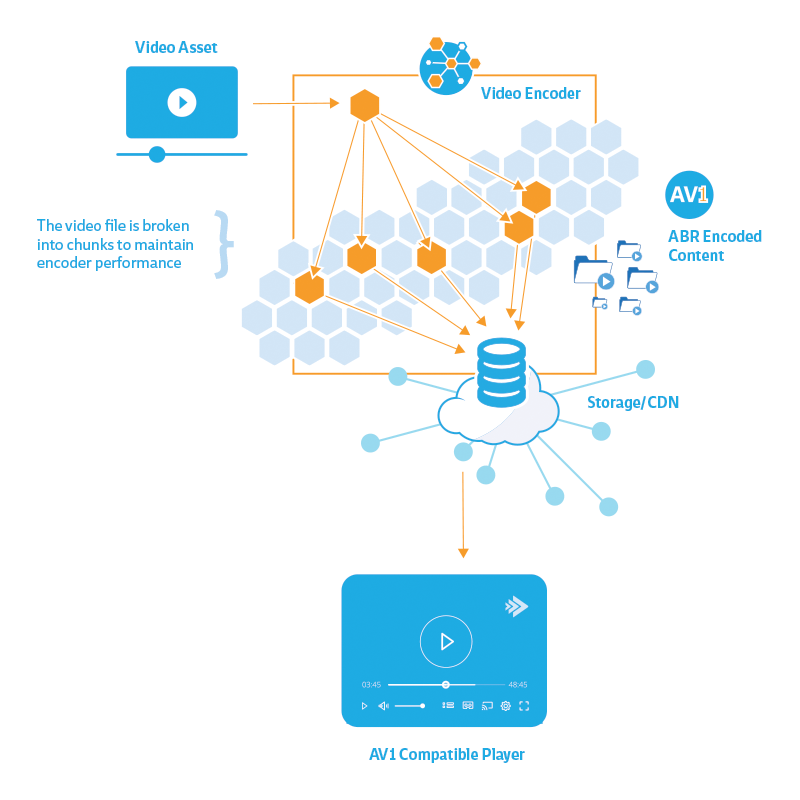 Video Asset
Video Encoder
The video file is broken
into chunks to maintain
encoder performance
AV1
ABR Encoded
Content
Storage/CDN
03:45
48:45
AV1 Compatible Player